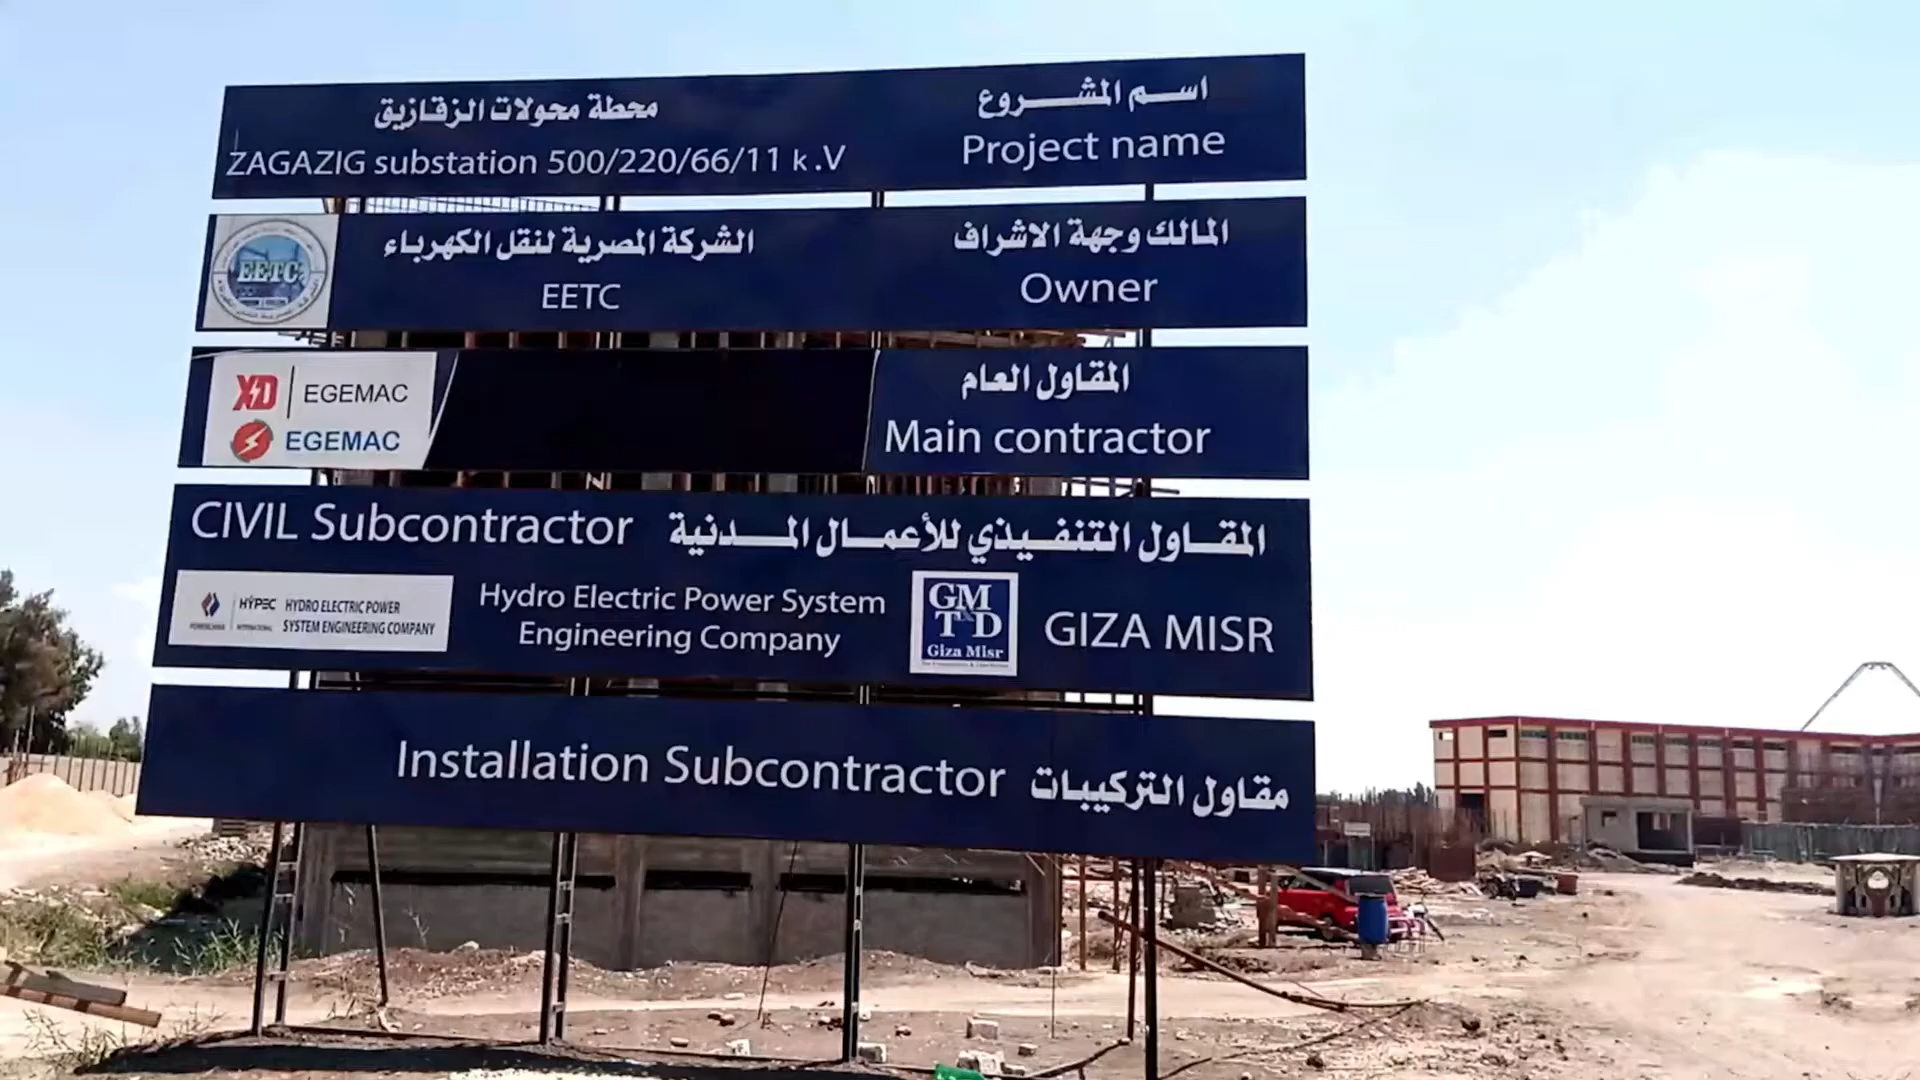 محطة محولات الزقازيق
اسم المشروع
ZAGAZIG substation 500/220/66/11 k.V
Project name
الشركة المصرية لنقل الكهرباء
المالك وجهة الاشراف
EETC
EETC
Owner
XD EGEMAC
EGEMAC
المقاول العام
Main contractor
CIVIL Subcontractor
المقاول التنفيذي للأعمال المدنية
HYPEC
INTERNATIONAL
HYDRO ELECTRIC POWER
SYSTEM ENGINEERING COMPANY
Hydro Electric Power System
Engineering Company
GM
T&D
Giza Misr
GIZA MISR
Installation Subcontractor
مقاول التركيبات